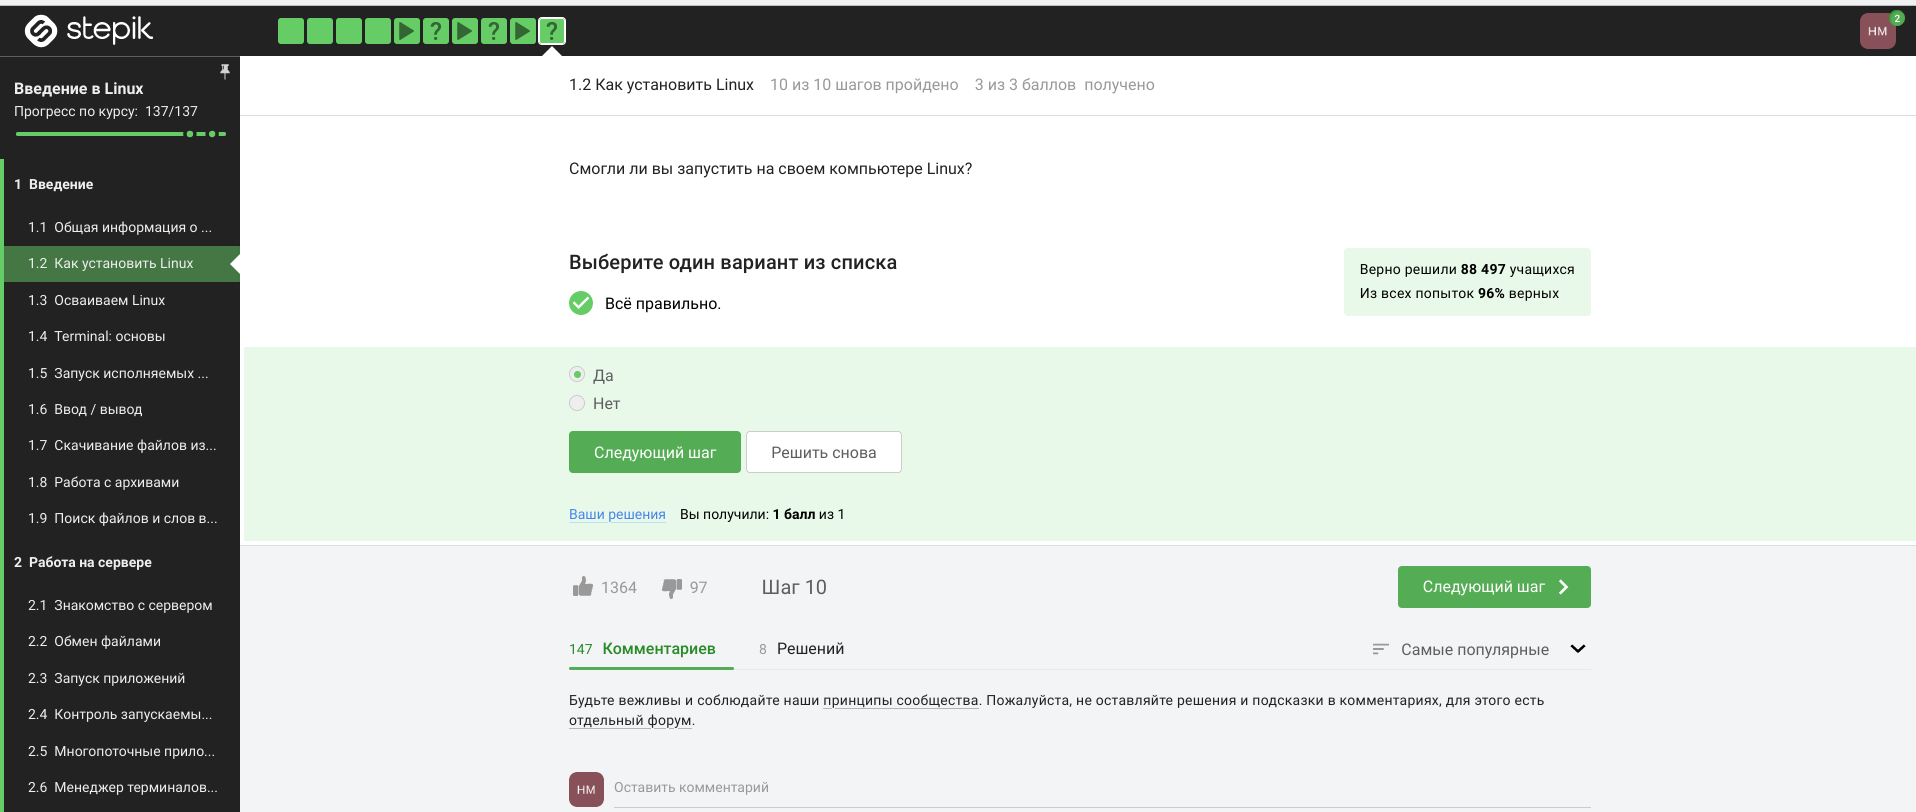 stepik
? ? ?
НМ
2
Введение в Linux
Прогресс по курсу: 137/137
1 Введение
1.1 Общая информация о ...
1.2 Как установить Linux
1.3 Осваиваем Linux
1.4 Terminal: основы
1.5 Запуск исполняемых ...
1.6 Ввод / вывод
1.7 Скачивание файлов из...
1.8 Работа с архивами
1.9 Поиск файлов и слов в...
2 Работа на сервере
2.1 Знакомство с сервером
2.2 Обмен файлами
2.3 Запуск приложений
2.4 Контроль запускаемы...
2.5 Многопоточные прило...
2.6 Менеджер терминалов...
1.2 Как установить Linux 10 из 10 шагов пройдено 3 из 3 баллов получено
Смогли ли вы запустить на своем компьютере Linux?
Выберите один вариант из списка
Всё правильно.
Верно решили 88 497 учащихся
Из всех попыток 96% верных
Да
Нет
Следующий шаг Решить снова
Ваши решения Вы получили: 1 балл из 1
1364 97 Шаг 10 Следующий шаг
147 Комментариев 8 Решений Самые популярные
Будьте вежливы и соблюдайте наши принципы сообщества. Пожалуйста, не оставляйте решения и подсказки в комментариях, для этого есть
отдельный форум.
НМ Оставить комментарий